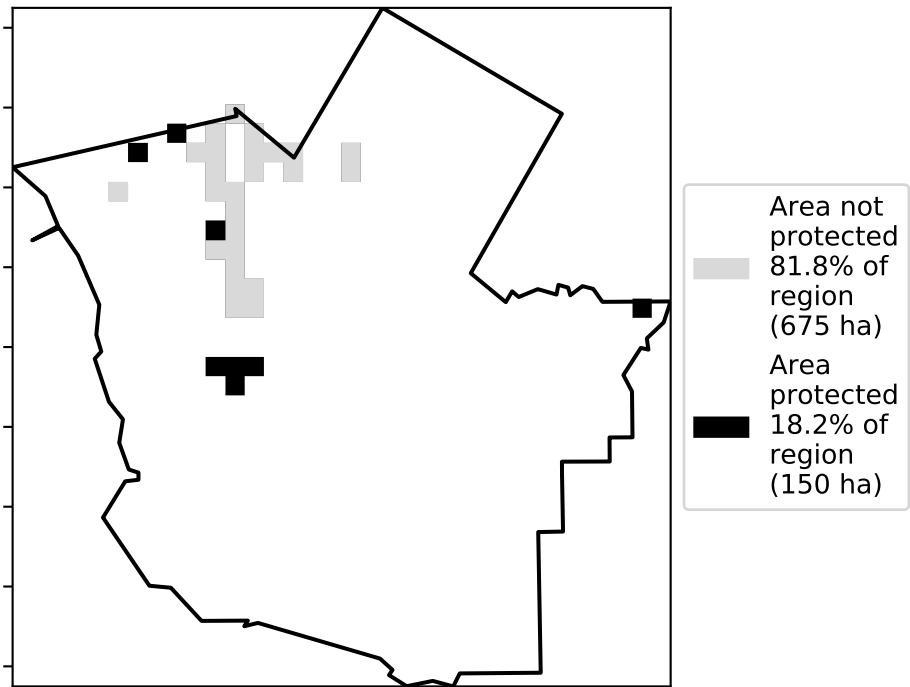 Area not
protected
81.8% of
region
(675 ha)
Area
protected
18.2% of
region
(150 ha)